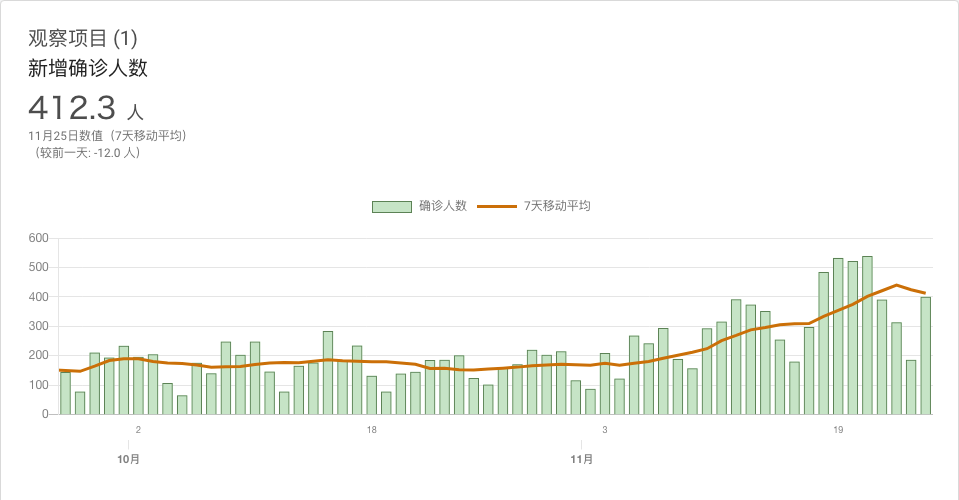 观察项目 (1)
新增确诊人数
412.3 人
11月25日数值（7天移动平均）
（较前一天: -12.0 人）
确诊人数 7天移动平均
600
500
400
300
200
100
0
2 18 3 19
10月 11月